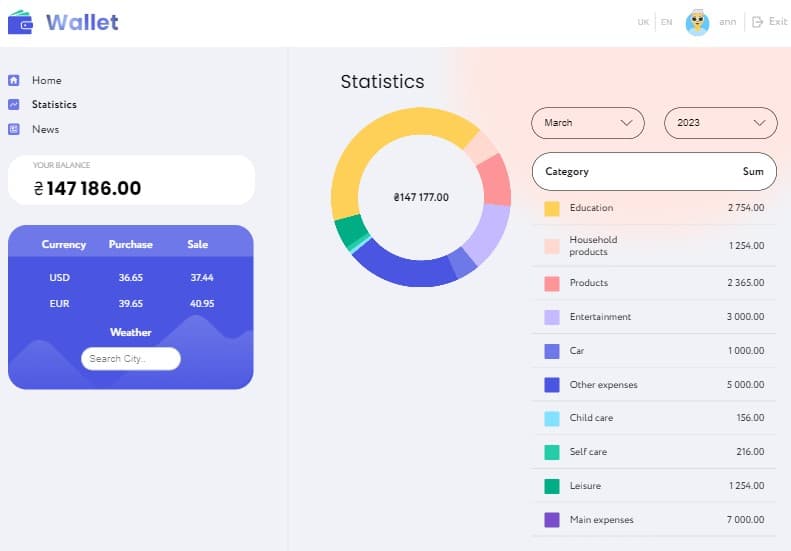 Wallet
UK EN ann Exit
Home
Statistics
News
YOUR BALANCE
₴ 147 186.00
Currency Purchase Sale
USD 36.65 37.44
EUR 39.65 40.95
Weather
Search City..
Statistics
₴147 177.00
March 2023
Category Sum
Education 2 754.00
Household
products 1 254.00
Products 2 365.00
Entertainment 3 000.00
Car 1 000.00
Other expenses 5 000.00
Child care 156.00
Self care 216.00
Leisure 1 254.00
Main expenses 7 000.00